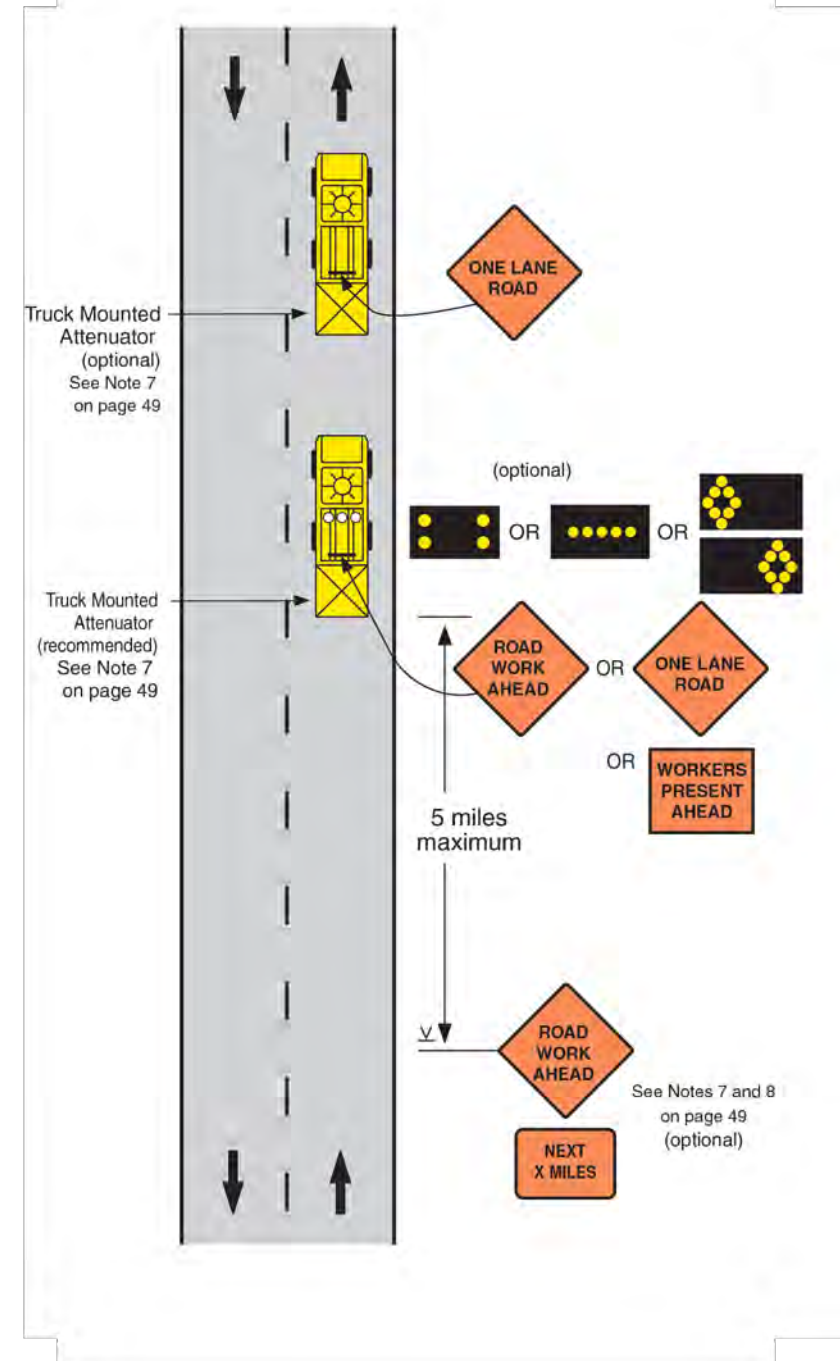 ONE LANE
ROAD
Truck Mounted
Attenuator
(optional)
See Note 7
on page 49
(optional)
OR
OR
Truck Mounted
Attenuator
(recommended)
See Note 7
on page 49
ROAD
WORK
AHEAD
OR
ONE LANE
ROAD
OR
WORKERS
PRESENT
AHEAD
5 miles
maximum
ROAD
WORK
AHEAD
See Notes 7 and 8
on page 49
(optional)
NEXT
X MILES